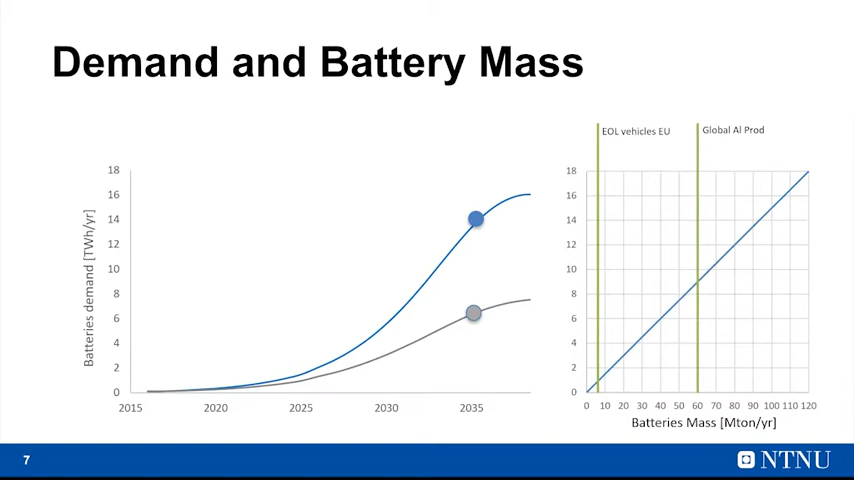 Demand and Battery Mass
Batteries demand [TWh/yr]
18
16
14
12
10
8
6
4
2
0
2015 2020 2025 2030 2035
EOL vehicles EU
Global Al Prod
18
16
14
12
10
8
6
4
2
0
0 10 20 30 40 50 60 70 80 90 100 110 120
Batteries Mass [Mton/yr]
7
NTNU